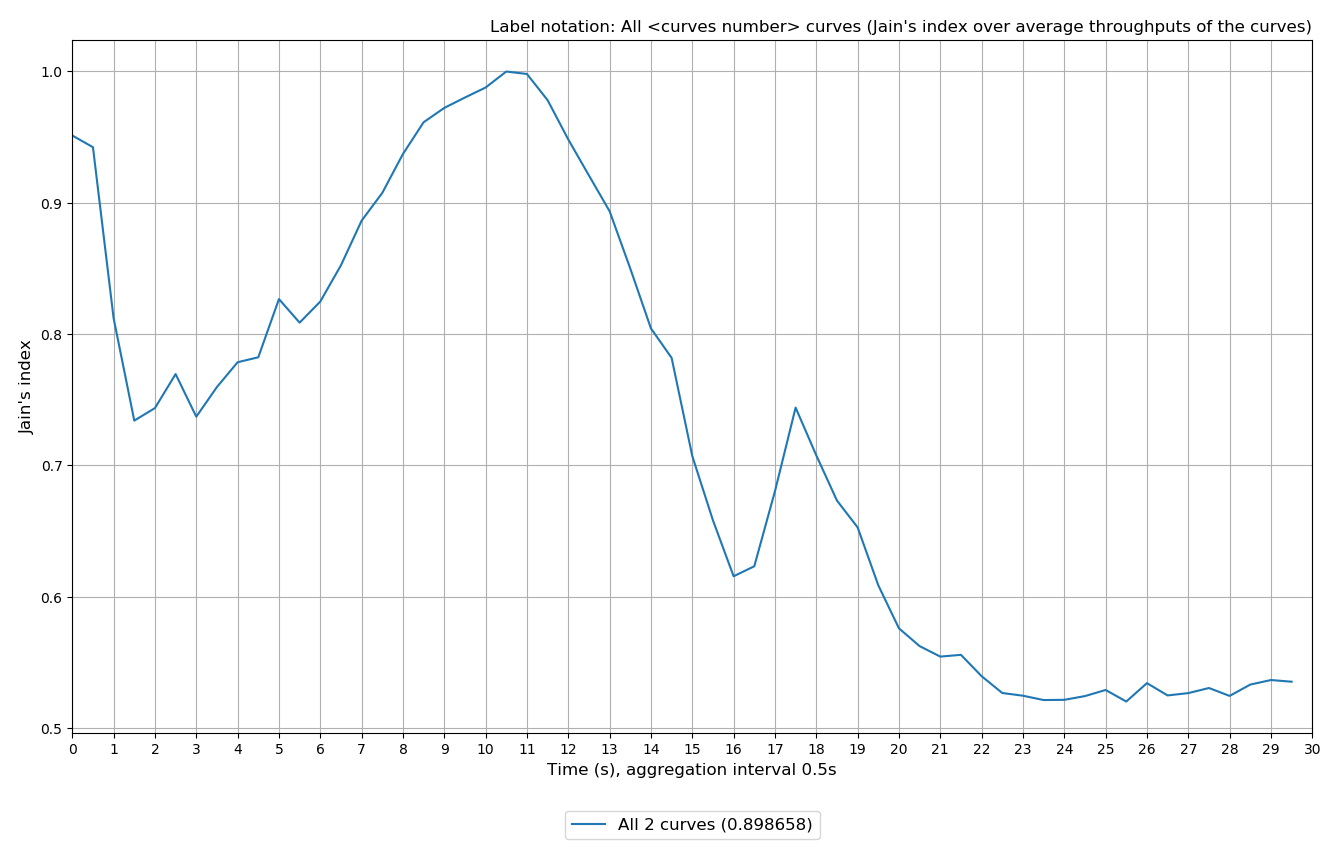 Label notation: All <curves number> curves (Jain's index over average throughputs of the curves)
1.0
0.9
0.8
0.7
0.6
0.5
Jain's index
0 1 2 3 4 5 6 7 8 9 10 11 12 13 14 15 16 17 18 19 20 21 22 23 24 25 26 27 28 29 30
Time (s), aggregation interval 0.5s
All 2 curves (0.898658)